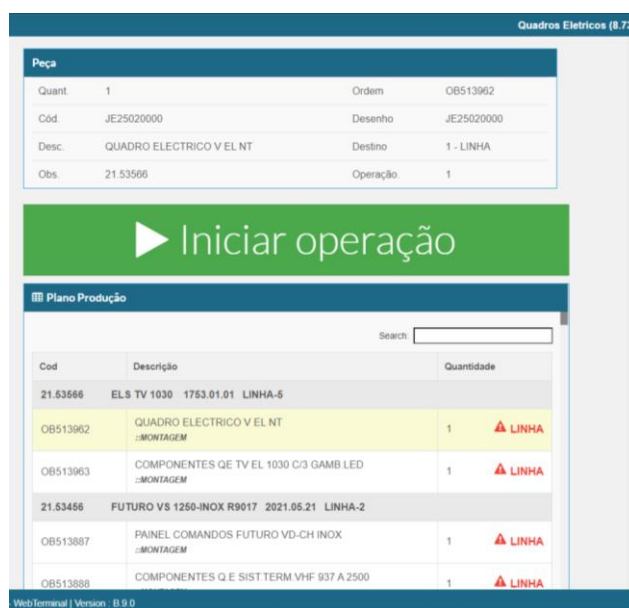 Quadros Eletricos (8.73
Peça
Quant. 1 Ordem OB513962
Cód. JE25020000 Desenho JE25020000
Desc. QUADRO ELECTRICO V EL NT Destino 1 - LINHA
Obs. 21.53566 Operação. 1
Iniciar operação
Plano Produção
Search:
Cod Descrição Quantidade
21.53566 ELS TV 1030 1753.01.01 LINHA-5
OB513962 QUADRO ELECTRICO V EL NT 1 LINHA
::MONTAGEM
OB513963 COMPONENTES QE TV EL 1030 C/3 GAMB.LED 1 LINHA
::MONTAGEM
21.53456 FUTURO VS 1250-INOX R9017 2021.05.21 LINHA-2
OB513887 PAINEL COMANDOS FUTURO VD-CH INOX 1 LINHA
::MONTAGEM
OB513888 COMPONENTES Q.E SIST.TERM.VHF 937 A 2500 1 LINHA
WebTerminal | Version : B.9.0